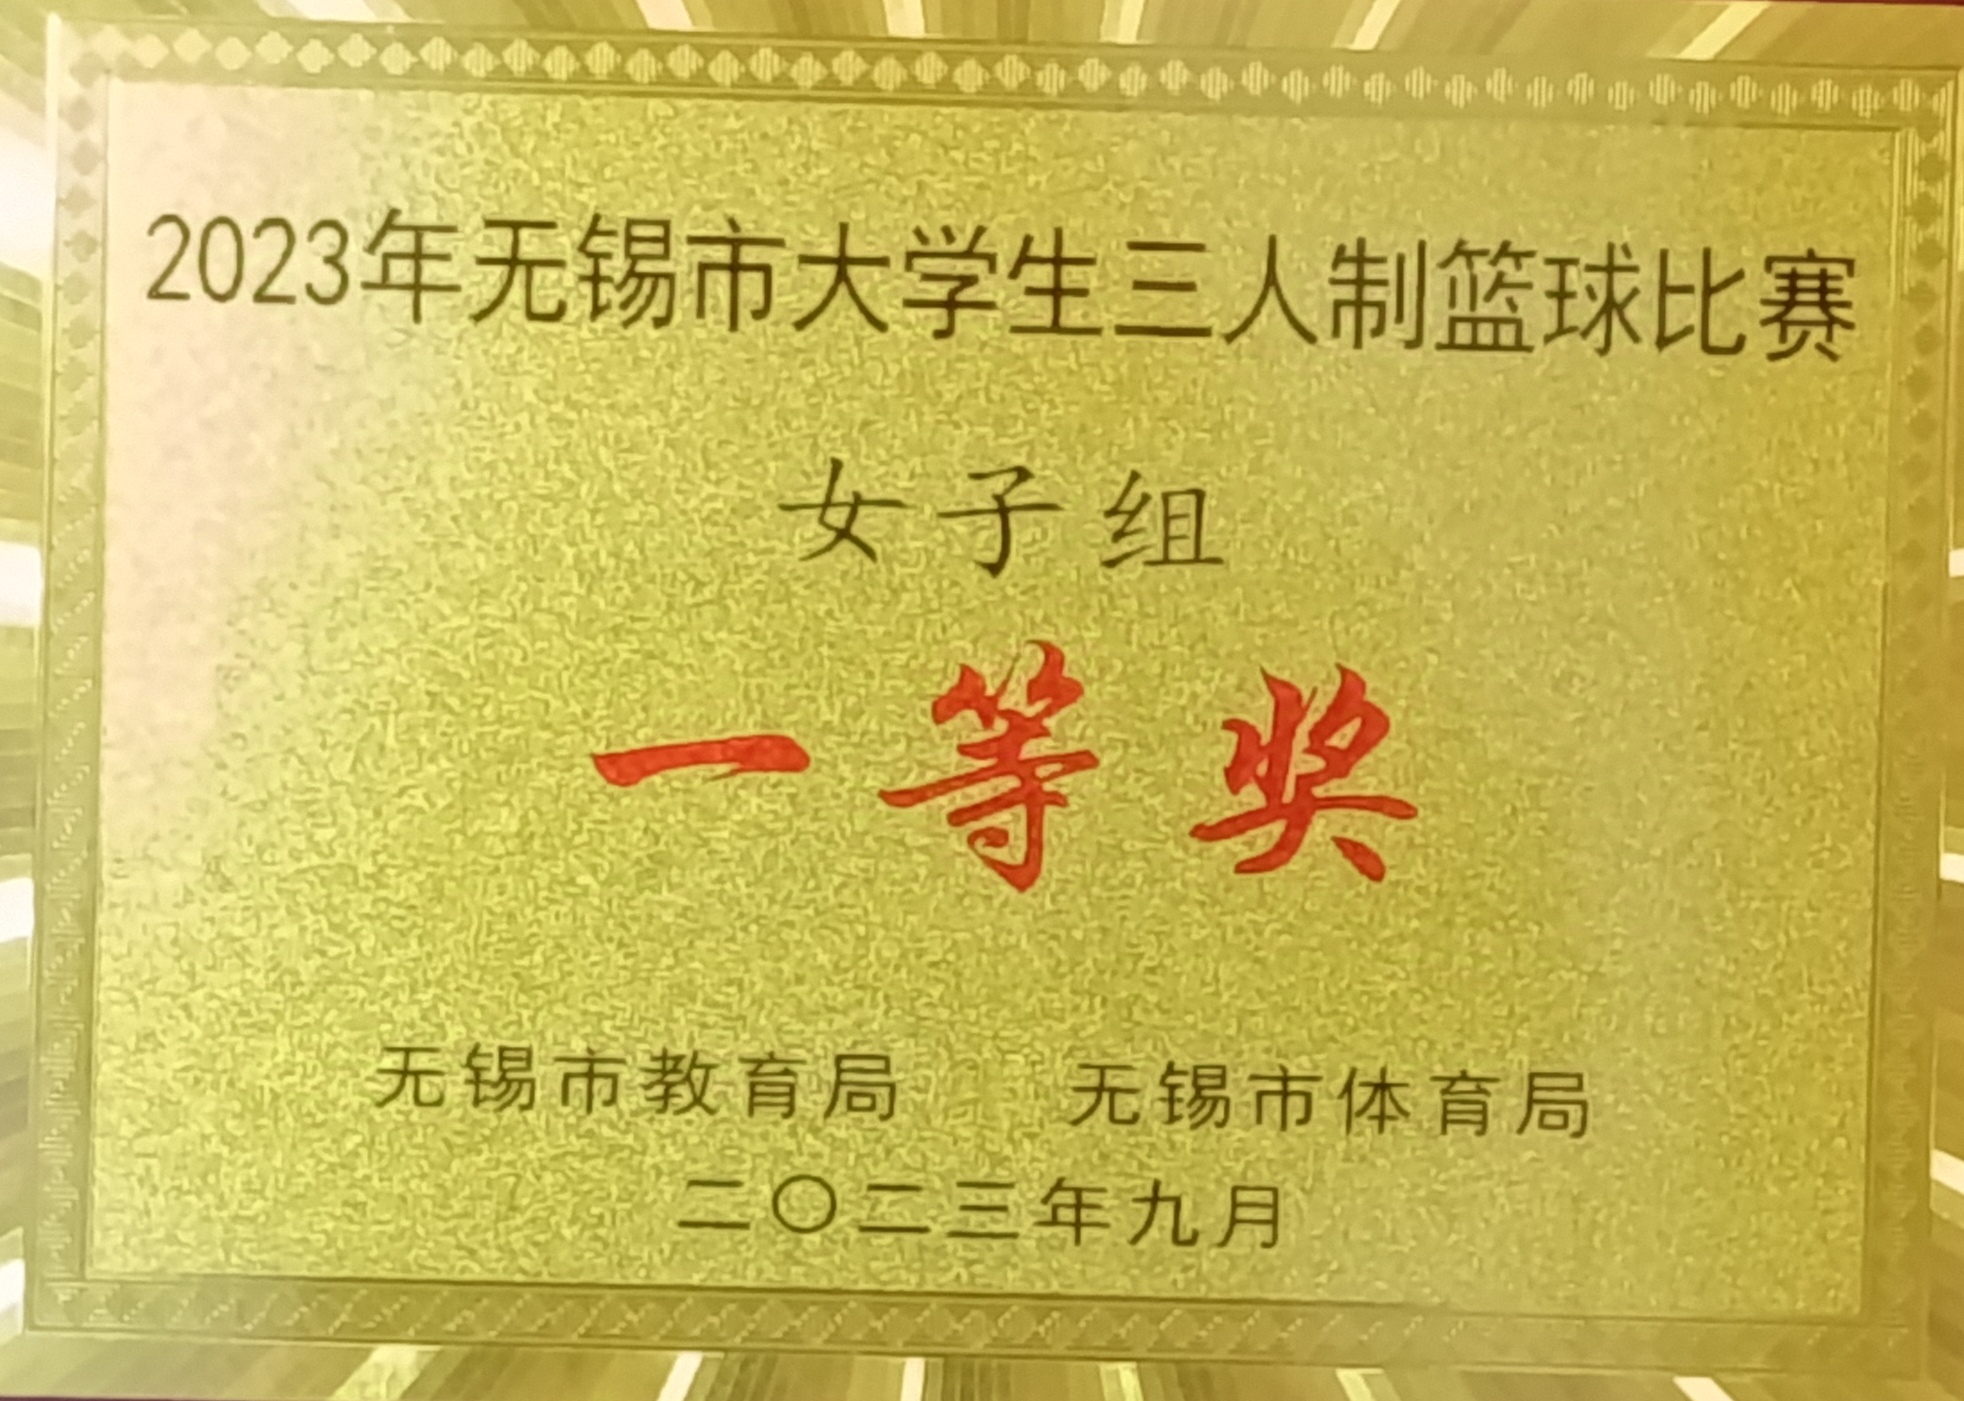 2023年无锡市大学生三人制篮球比赛
女子组
一等奖
无锡市教育局 无锡市体育局
二〇二三年九月